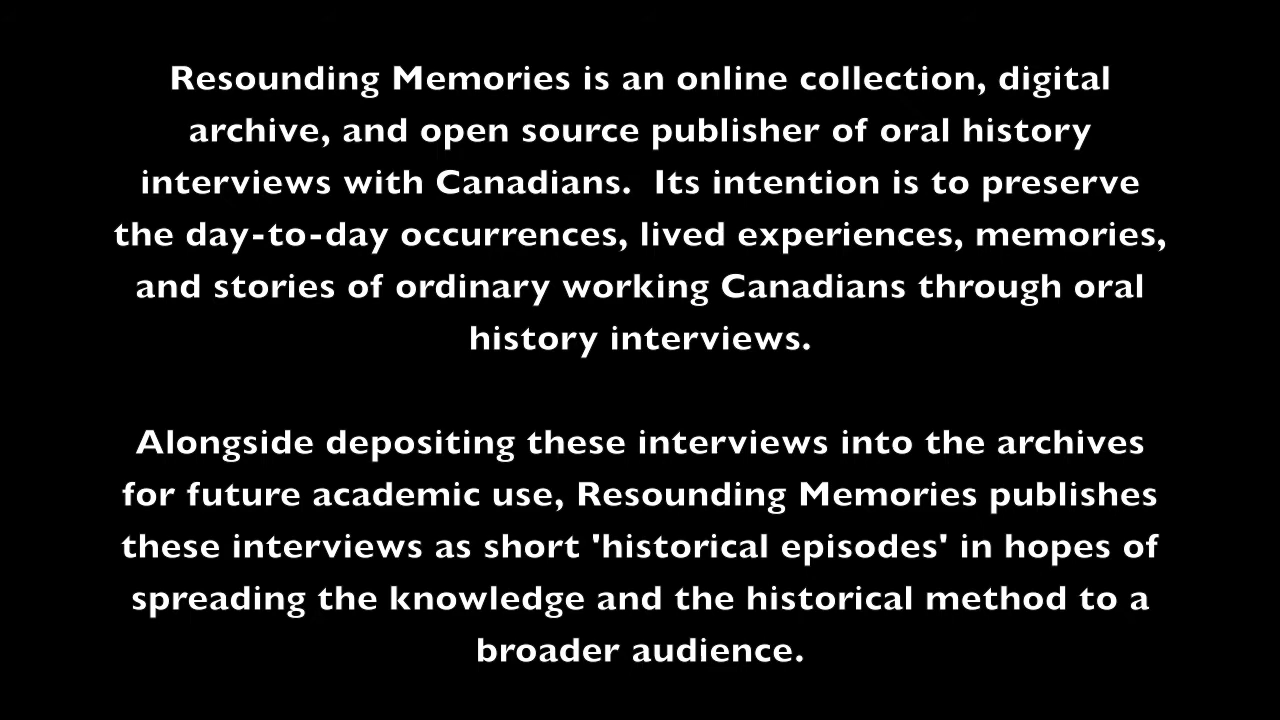 Resounding Memories is an online collection, digital
archive, and open source publisher of oral history
interviews with Canadians.  Its intention is to preserve
the day-to-day occurrences, lived experiences, memories,
and stories of ordinary working Canadians through oral
history interviews.
Alongside depositing these interviews into the archives
for future academic use, Resounding Memories publishes
these interviews as short 'historical episodes' in hopes of
spreading the knowledge and the historical method to a
broader audience.